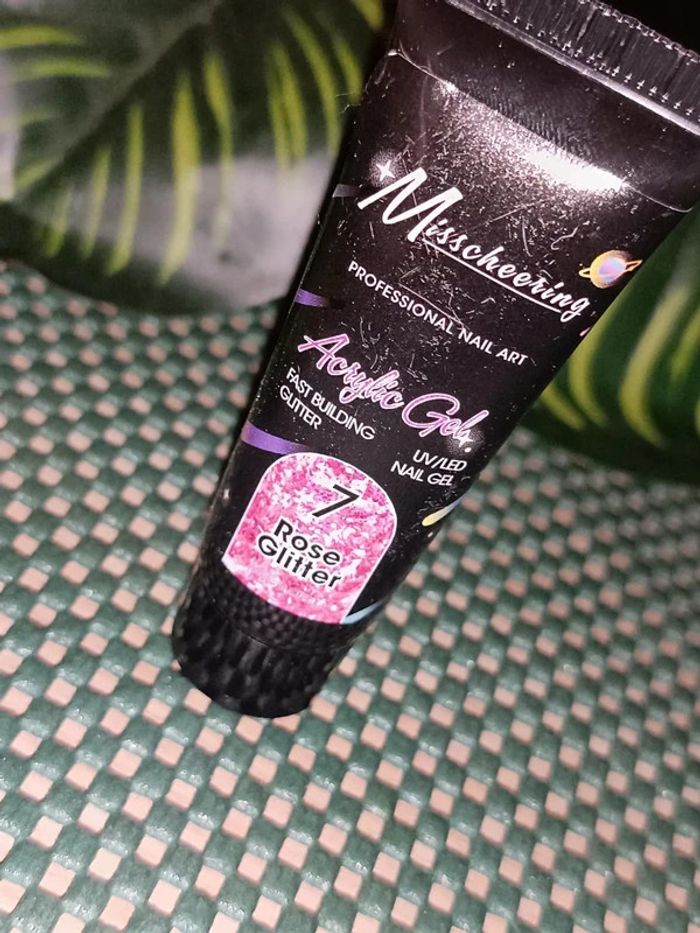 Misscheering
PROFESSIONAL NAIL ART
Acrylic Gel
FAST BUILDING
GLITTER
UV/LED
NAIL GEL
7
Rose
Glitter